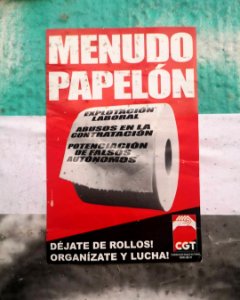 MENUDO
PAPELÓN
EXPLOTACIÓN
LABORAL
ABUSOS EN LA
CONTRATACIÓN
POTENCIACIÓN
DE FALSOS
AUTÓNOMOS
DÉJATE DE ROLLOS!
ORGANÍZATE Y LUCHA!
CGT